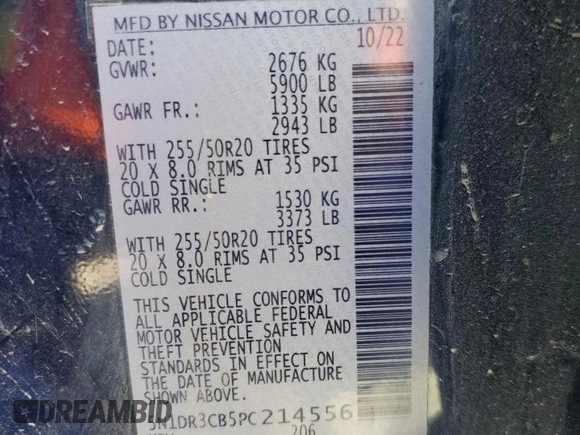 MFD BY NISSAN MOTOR CO., LTD.
DATE: 10/22
GVWR: 2676 KG
5900 LB
GAWR FR.: 1335 KG
2943 LB
WITH 255/50R20 TIRES
20 X 8.0 RIMS AT 35 PSI
COLD SINGLE
GAWR RR.: 1530 KG
3373 LB
WITH 255/50R20 TIRES
20 X 8.0 RIMS AT 35 PSI
COLD SINGLE
THIS VEHICLE CONFORMS TO
ALL APPLICABLE FEDERAL
MOTOR VEHICLE SAFETY AND
THEFT PREVENTION
STANDARDS IN EFFECT ON
THE DATE OF MANUFACTURE
SHOWN ABOVE.
5N1DR3CB5PC214556
206
STATCARBID